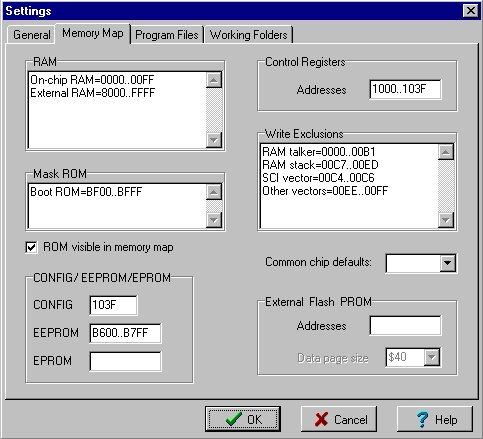 Settings
General
Memory Map
Program Files
Working Folders
RAM
On-chip RAM=0000..00FF
External RAM=8000..FFFF
Mask ROM
Boot ROM=BF00..BFFF
ROM visible in memory map
CONFIG/ EEPROM/EPROM
CONFIG 103F
EEPROM B600..B7FF
EPROM
Control Registers
Addresses 1000..103F
Write Exclusions
RAM talker=0000..00B1
RAM stack=00C7..00ED
SCI vector=00C4..00C6
Other vectors=00EE..00FF
Common chip defaults:
External Flash PROM
Addresses
Data page size $40
OK
Cancel
? Help